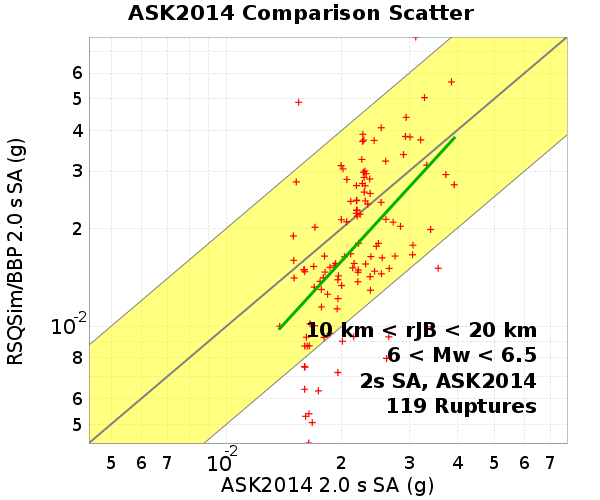 ASK2014 Comparison Scatter
RSQSim/BBP 2.0 s SA (g)
6
5
4
3
2
10-2
8
6
5
10 km < rJB < 20 km
6 < Mw < 6.5
2s SA, ASK2014
119 Ruptures
5 6 7 10-2 2 3 4 5 6 7
ASK2014 2.0 s SA (g)